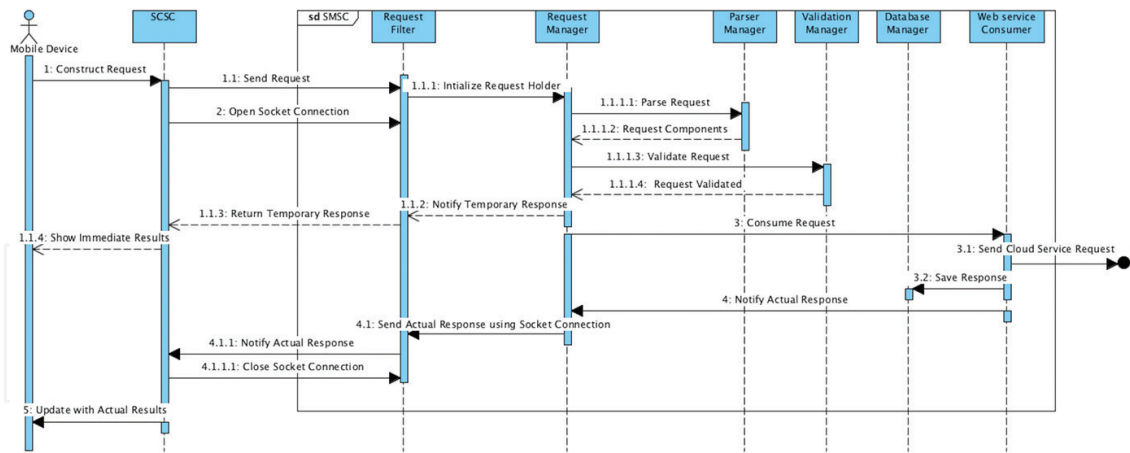 SCSC
sd SMSC
Request
Filter
Request
Manager
Parser
Manager
Validation
Manager
Database
Manager
Web service
Consumer
Mobile Device
1: Construct Request
1.1: Send Request
1.1.1: Intialize Request Holder
1.1.1.1: Parse Request
2: Open Socket Connection
1.1.1.2: Request Components
1.1.1.3: Validate Request
1.1.1.4: Request Validated
1.1.2: Notify Temporary Response
1.1.3: Return Temporary Response
3: Consume Request
1.1.4: Show Immediate Results
3.1: Send Cloud Service Request
3.2: Save Response
4: Notify Actual Response
4.1: Send Actual Response using Socket Connection
4.1.1: Notify Actual Response
4.1.1.1: Close Socket Connection
5: Update with Actual Results